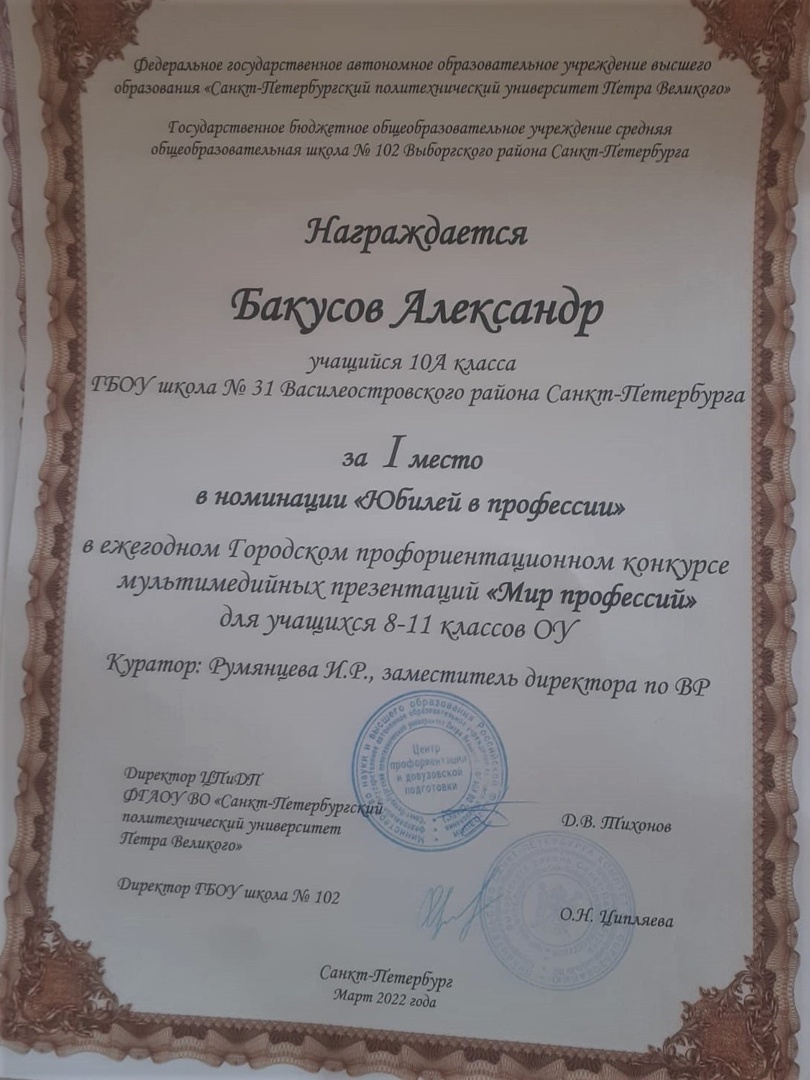 Федеральное государственное автономное образовательное учреждение высшего
образования «Санкт-Петербургский политехнический университет Петра Великого»
Государственное бюджетное общеобразовательное учреждение средняя
общеобразовательная школа № 102 Выборгского района Санкт-Петербурга
Награждается
Бакусов Александр
учащийся 10А класса
ГБОУ школа № 31 Василеостровского района Санкт-Петербурга
за I место
в номинации «Юбилей в профессии»
в ежегодном Городском профориентационном конкурсе
мультимедийных презентаций «Мир профессий»
для учащихся 8-11 классов ОУ
Куратор: Румянцева И.Р., заместитель директора по ВР
Центр
профориентации
и довузовской
подготовки
Директор ЦПиДП
ФГАОУ ВО «Санкт-Петербургский
политехнический университет
Петра Великого»
Д.В. Тихонов
Директор ГБОУ школа № 102
О.Н. Ципляева
Санкт-Петербург
Март 2022 года